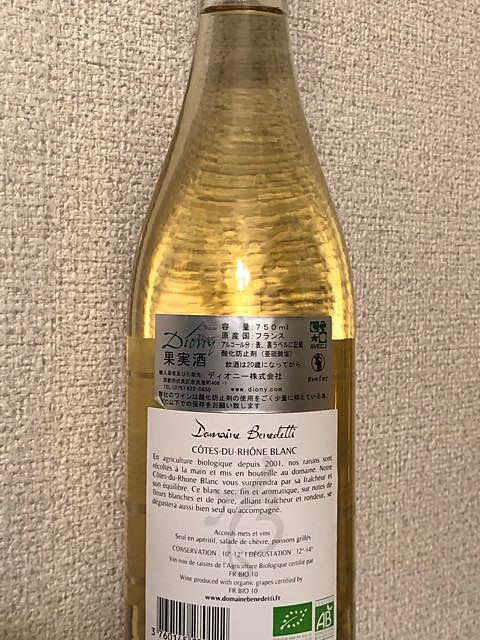 Diony
果実酒
容量:750ml
原産国:フランス
アルコール分:表、裏ラベルに記載
酸化防止剤(亜硫酸塩)
飲酒は20歳になってから
ディオニー株式会社
TEL(075)622-0850
www.diony.com
AVEC
Reefer
Domaine Benedetti
CÔTES-DU-RHÔNE BLANC
En agriculture biologique depuis 2001, nos raisins sont
récoltés à la main et mis en bouteille au domaine. Notre
Côtes-du-Rhone Blanc vous surprendra par sa fraîcheur et
son équilibre. Ce blanc sec, fin et aromatique, sur notes de
fleurs blanches et de poire, alliant fraîcheur et rondeur, se
dégustera aussi bien seul qu'accompagné.
Accords mets et vins
Seul en apéritif, salade de chèvre, poissons grillés
CONSERVATION : 10°-12° I DÉGUSTATION 12°-14°
Vin issu de raisins de l'Agriculture Biologique certifié par
FR BIO 10
Wine produced with organic grapes certified by
FR BIO 10
www.domainebenedetti.fr
AB